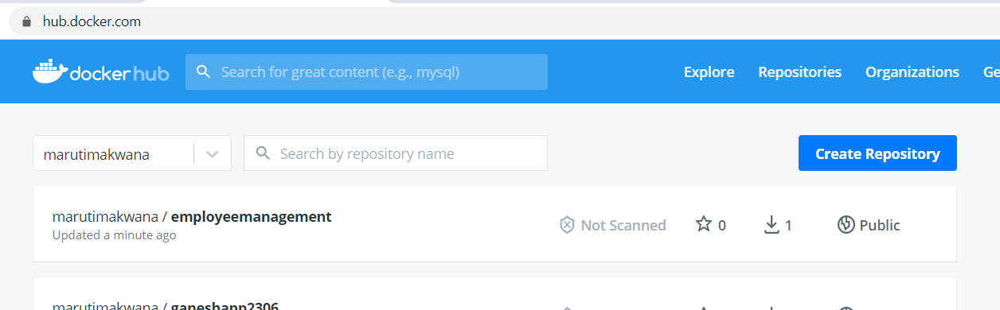 hub.docker.com
docker hub
Search for great content (e.g., mysql)
Explore
Repositories
Organizations
Ge
marutimakwana
Search by repository name
Create Repository
marutimakwana / employeemanagement
Updated a minute ago
Not Scanned
0
1
Public
marutimakwana / ganeshapp2306